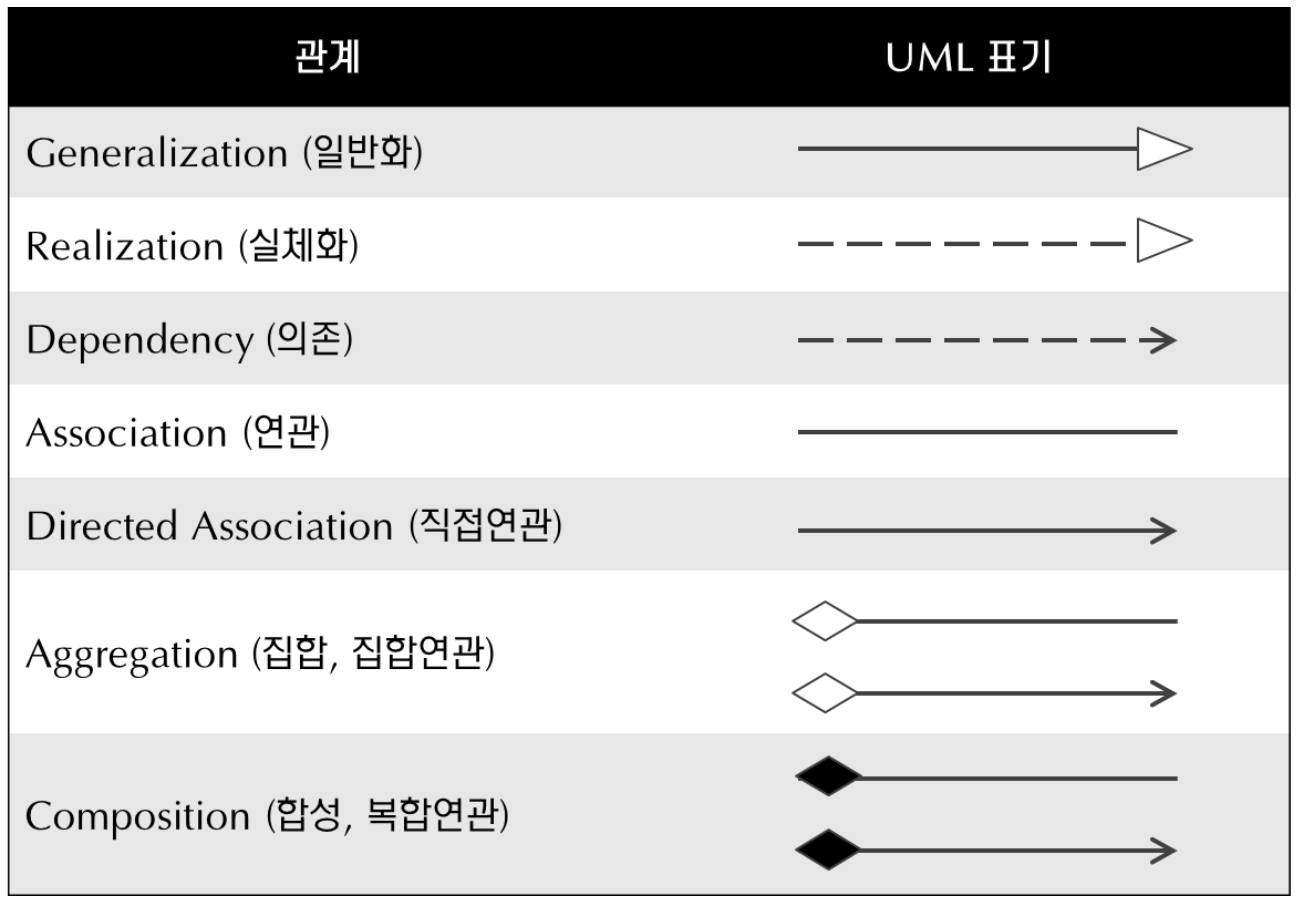 관계
UML 표기
Generalization (일반화)
Realization (실체화)
Dependency (의존)
Association (연관)
Directed Association (직접연관)
Aggregation (집합, 집합연관)
Composition (합성, 복합연관)